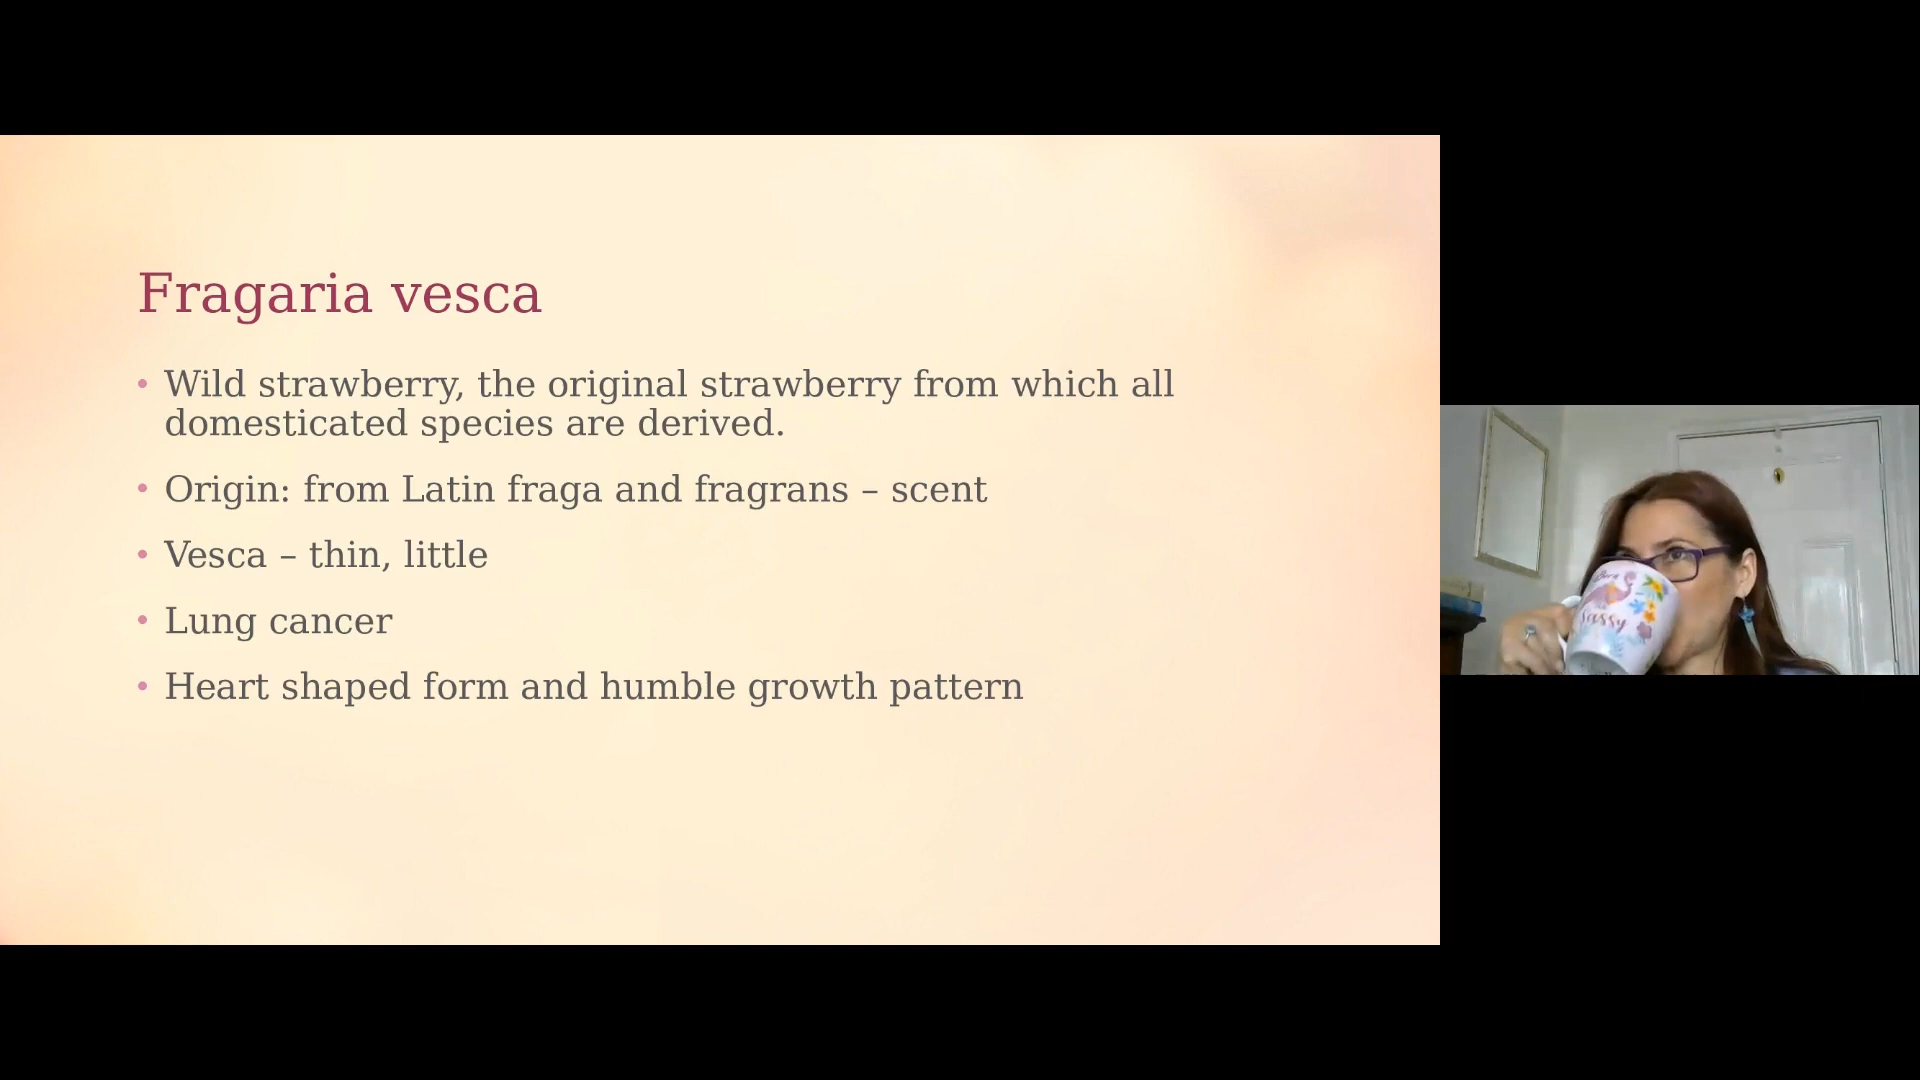 Fragaria vesca
• Wild strawberry, the original strawberry from which all
domesticated species are derived.
• Origin: from Latin fraga and fragrans – scent
• Vesca – thin, little
• Lung cancer
• Heart shaped form and humble growth pattern
sassy